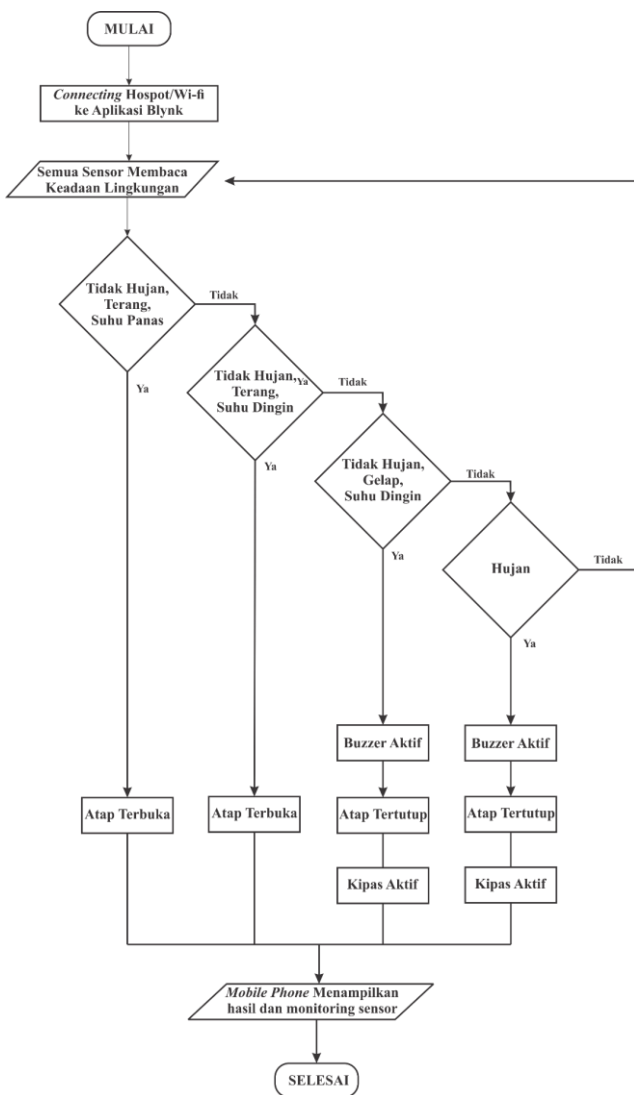 MULAI
Connecting Hospot/Wi-fi
ke Aplikasi Blynk
Semua Sensor Membaca
Keadaan Lingkungan
Tidak Hujan,
Terang,
Suhu Panas
Tidak
Ya
Tidak Hujan,
Terang,
Suhu Dingin
Ya
Tidak
Ya
Tidak Hujan,
Gelap,
Suhu Dingin
Tidak
Ya
Hujan
Tidak
Ya
Buzzer Aktif
Buzzer Aktif
Atap Terbuka
Atap Terbuka
Atap Tertutup
Atap Tertutup
Kipas Aktif
Kipas Aktif
Mobile Phone Menampilkan
hasil dan monitoring sensor
SELESAI